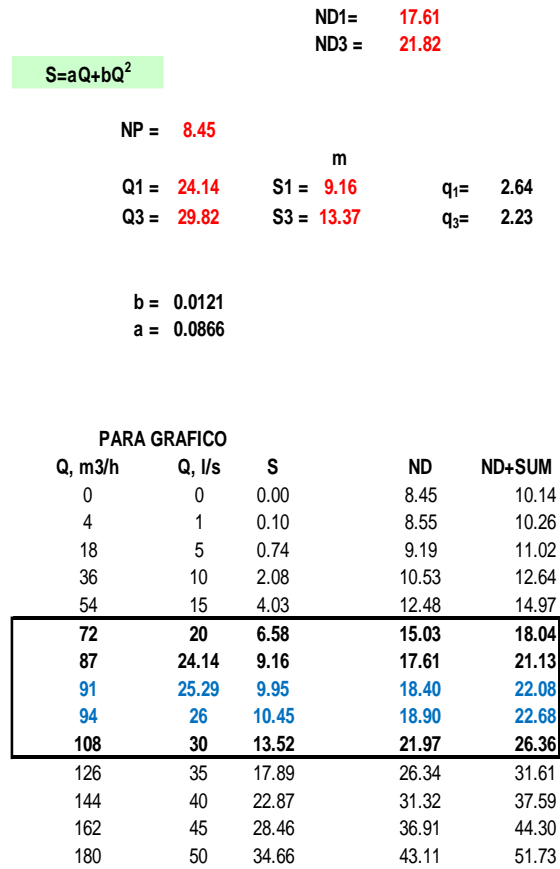 ND1= 17.61
ND3 = 21.82
S=aQ+bQ²
NP = 8.45
m
Q1 = 24.14 S1 = 9.16 q₁= 2.64
Q3 = 29.82 S3 = 13.37 q₃= 2.23
b = 0.0121
a = 0.0866
PARA GRAFICO
Q, m3/h Q, l/s S ND ND+SUM
0 0 0.00 8.45 10.14
4 1 0.10 8.55 10.26
18 5 0.74 9.19 11.02
36 10 2.08 10.53 12.64
54 15 4.03 12.48 14.97
72 20 6.58 15.03 18.04
87 24.14 9.16 17.61 21.13
91 25.29 9.95 18.40 22.08
94 26 10.45 18.90 22.68
108 30 13.52 21.97 26.36
126 35 17.89 26.34 31.61
144 40 22.87 31.32 37.59
162 45 28.46 36.91 44.30
180 50 34.66 43.11 51.73